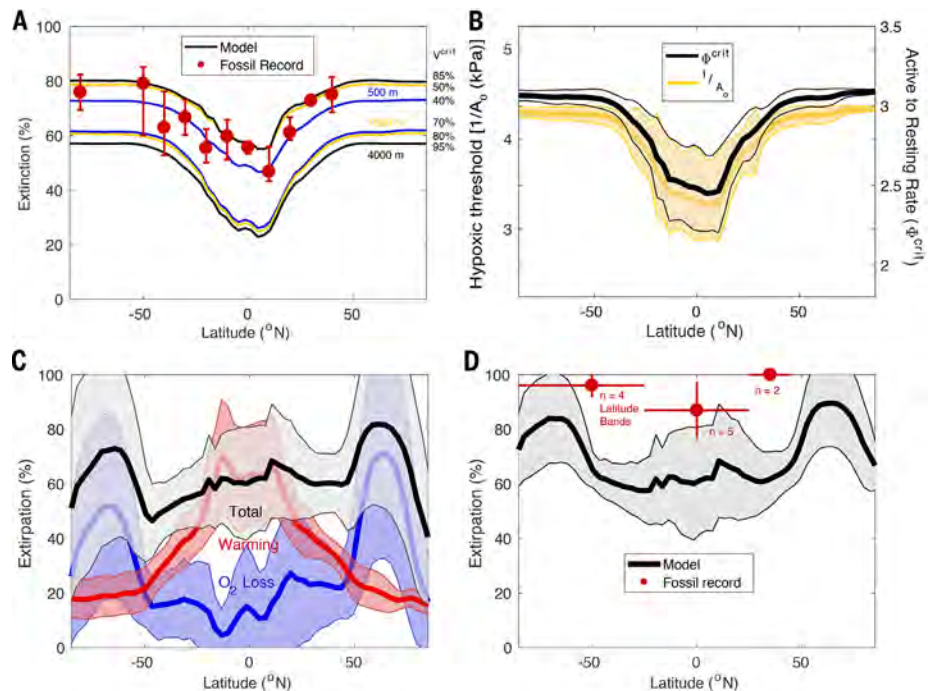 A
100
80
60
40
20
0
Extinction (%)
Model
Fossil Record
V^crit
85%
50%
40%
70%
80%
95%
500 m
4000 m
-50
0
50
Latitude (°N)
B
5
4
3
Hypoxic threshold [1/A_o (kPa)]
Φ^crit
1/A_o
3.5
3
2.5
2
Active to Resting Rate (Φ^crit)
-50
0
50
Latitude (°N)
C
100
80
60
40
20
0
Extirpation (%)
Total
Warming
O_2 Loss
-50
0
50
Latitude (°N)
D
100
80
60
40
20
0
Extirpation (%)
n = 4
Latitude
Bands
n = 5
n = 2
Model
Fossil record
-50
0
50
Latitude (°N)